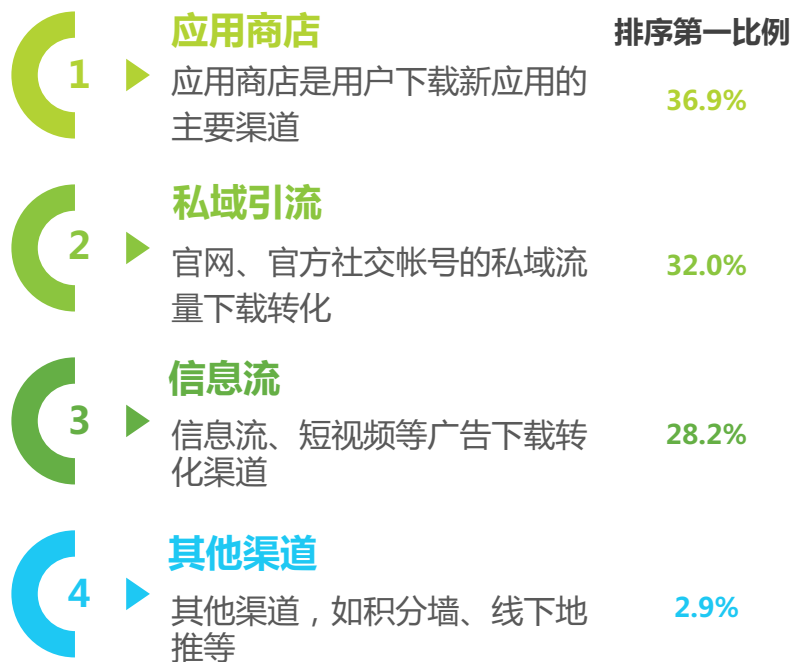 应用商店
排序第一比例
1
应用商店是用户下载新应用的
主要渠道
36.9%
私域引流
2
官网、官方社交帐号的私域流
量下载转化
32.0%
信息流
3
信息流、短视频等广告下载转
化渠道
28.2%
其他渠道
4
其他渠道，如积分墙、线下地
推等
2.9%